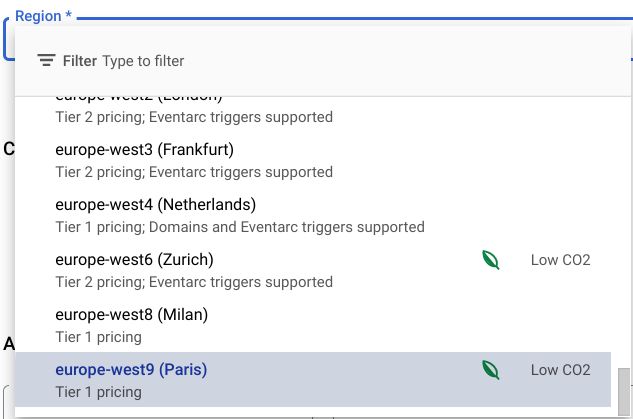 Region *
Filter Type to filter
europe-west2 (London)
Tier 2 pricing; Eventarc triggers supported
C
europe-west3 (Frankfurt)
Tier 2 pricing; Eventarc triggers supported
europe-west4 (Netherlands)
Tier 1 pricing; Domains and Eventarc triggers supported
europe-west6 (Zurich) Low CO2
Tier 2 pricing; Eventarc triggers supported
europe-west8 (Milan)
Tier 1 pricing
A
europe-west9 (Paris) Low CO2
Tier 1 pricing